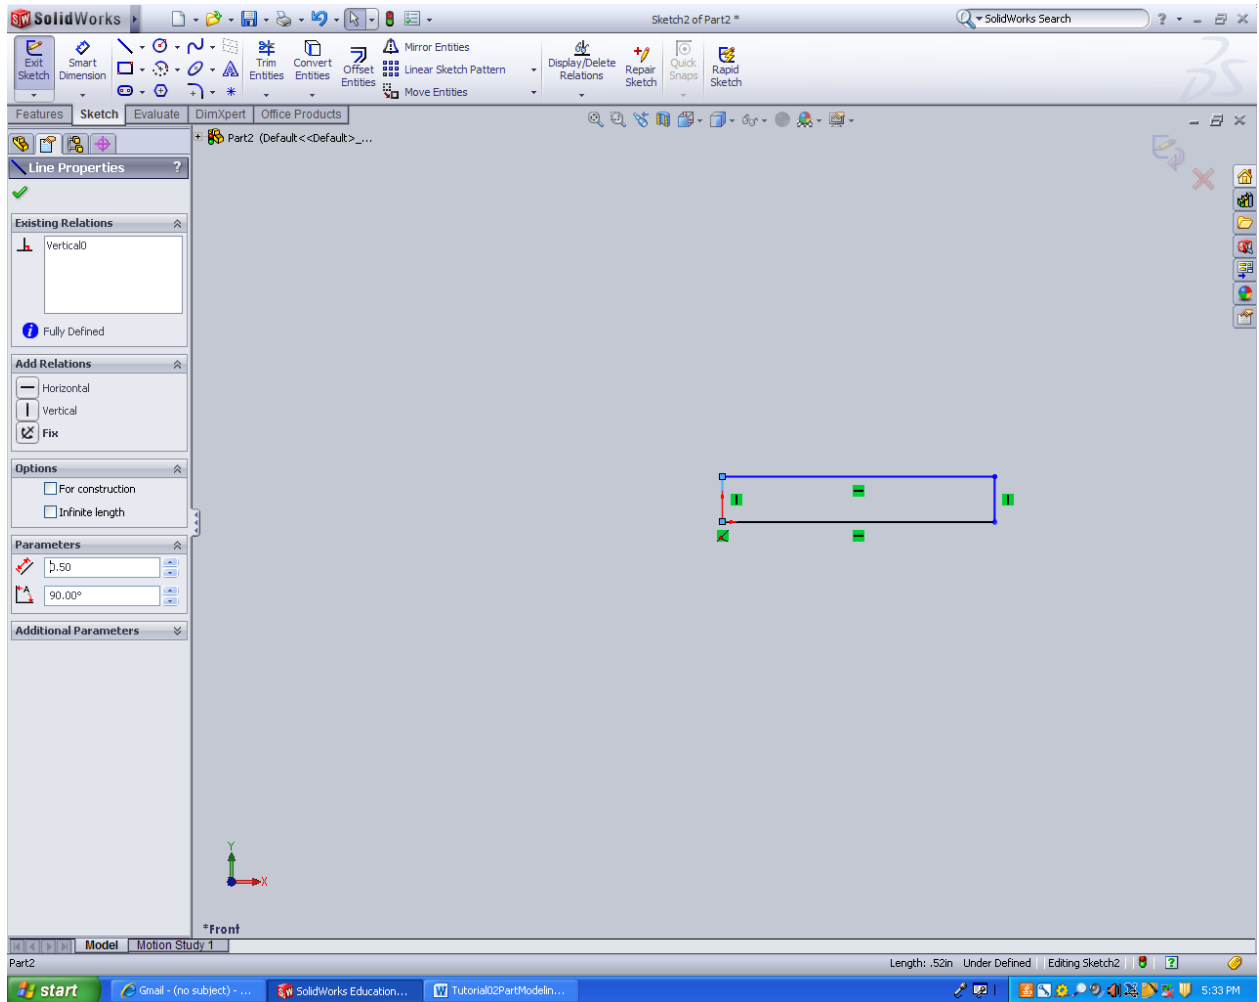 SolidWorks
Sketch2 of Part2 *
SolidWorks Search
?
Exit Sketch
Smart Dimension
Trim Entities
Convert Entities
Offset Entities
Mirror Entities
Linear Sketch Pattern
Move Entities
Display/Delete Relations
Repair Sketch
Quick Snaps
Rapid Sketch
Features Sketch Evaluate DimXpert Office Products
Part2 (Default<<Default>_...
Line Properties ?
Existing Relations
Vertical0
Fully Defined
Add Relations
Horizontal
Vertical
Fix
Options
For construction
Infinite length
Parameters
0.50
90.00°
Additional Parameters
Y
X
*Front
Model Motion Study 1
Part2
Length: .52in Under Defined Editing Sketch2
start Gmail - (no subject) - ... SolidWorks Education... Tutorial02PartModelin... 5:33 PM